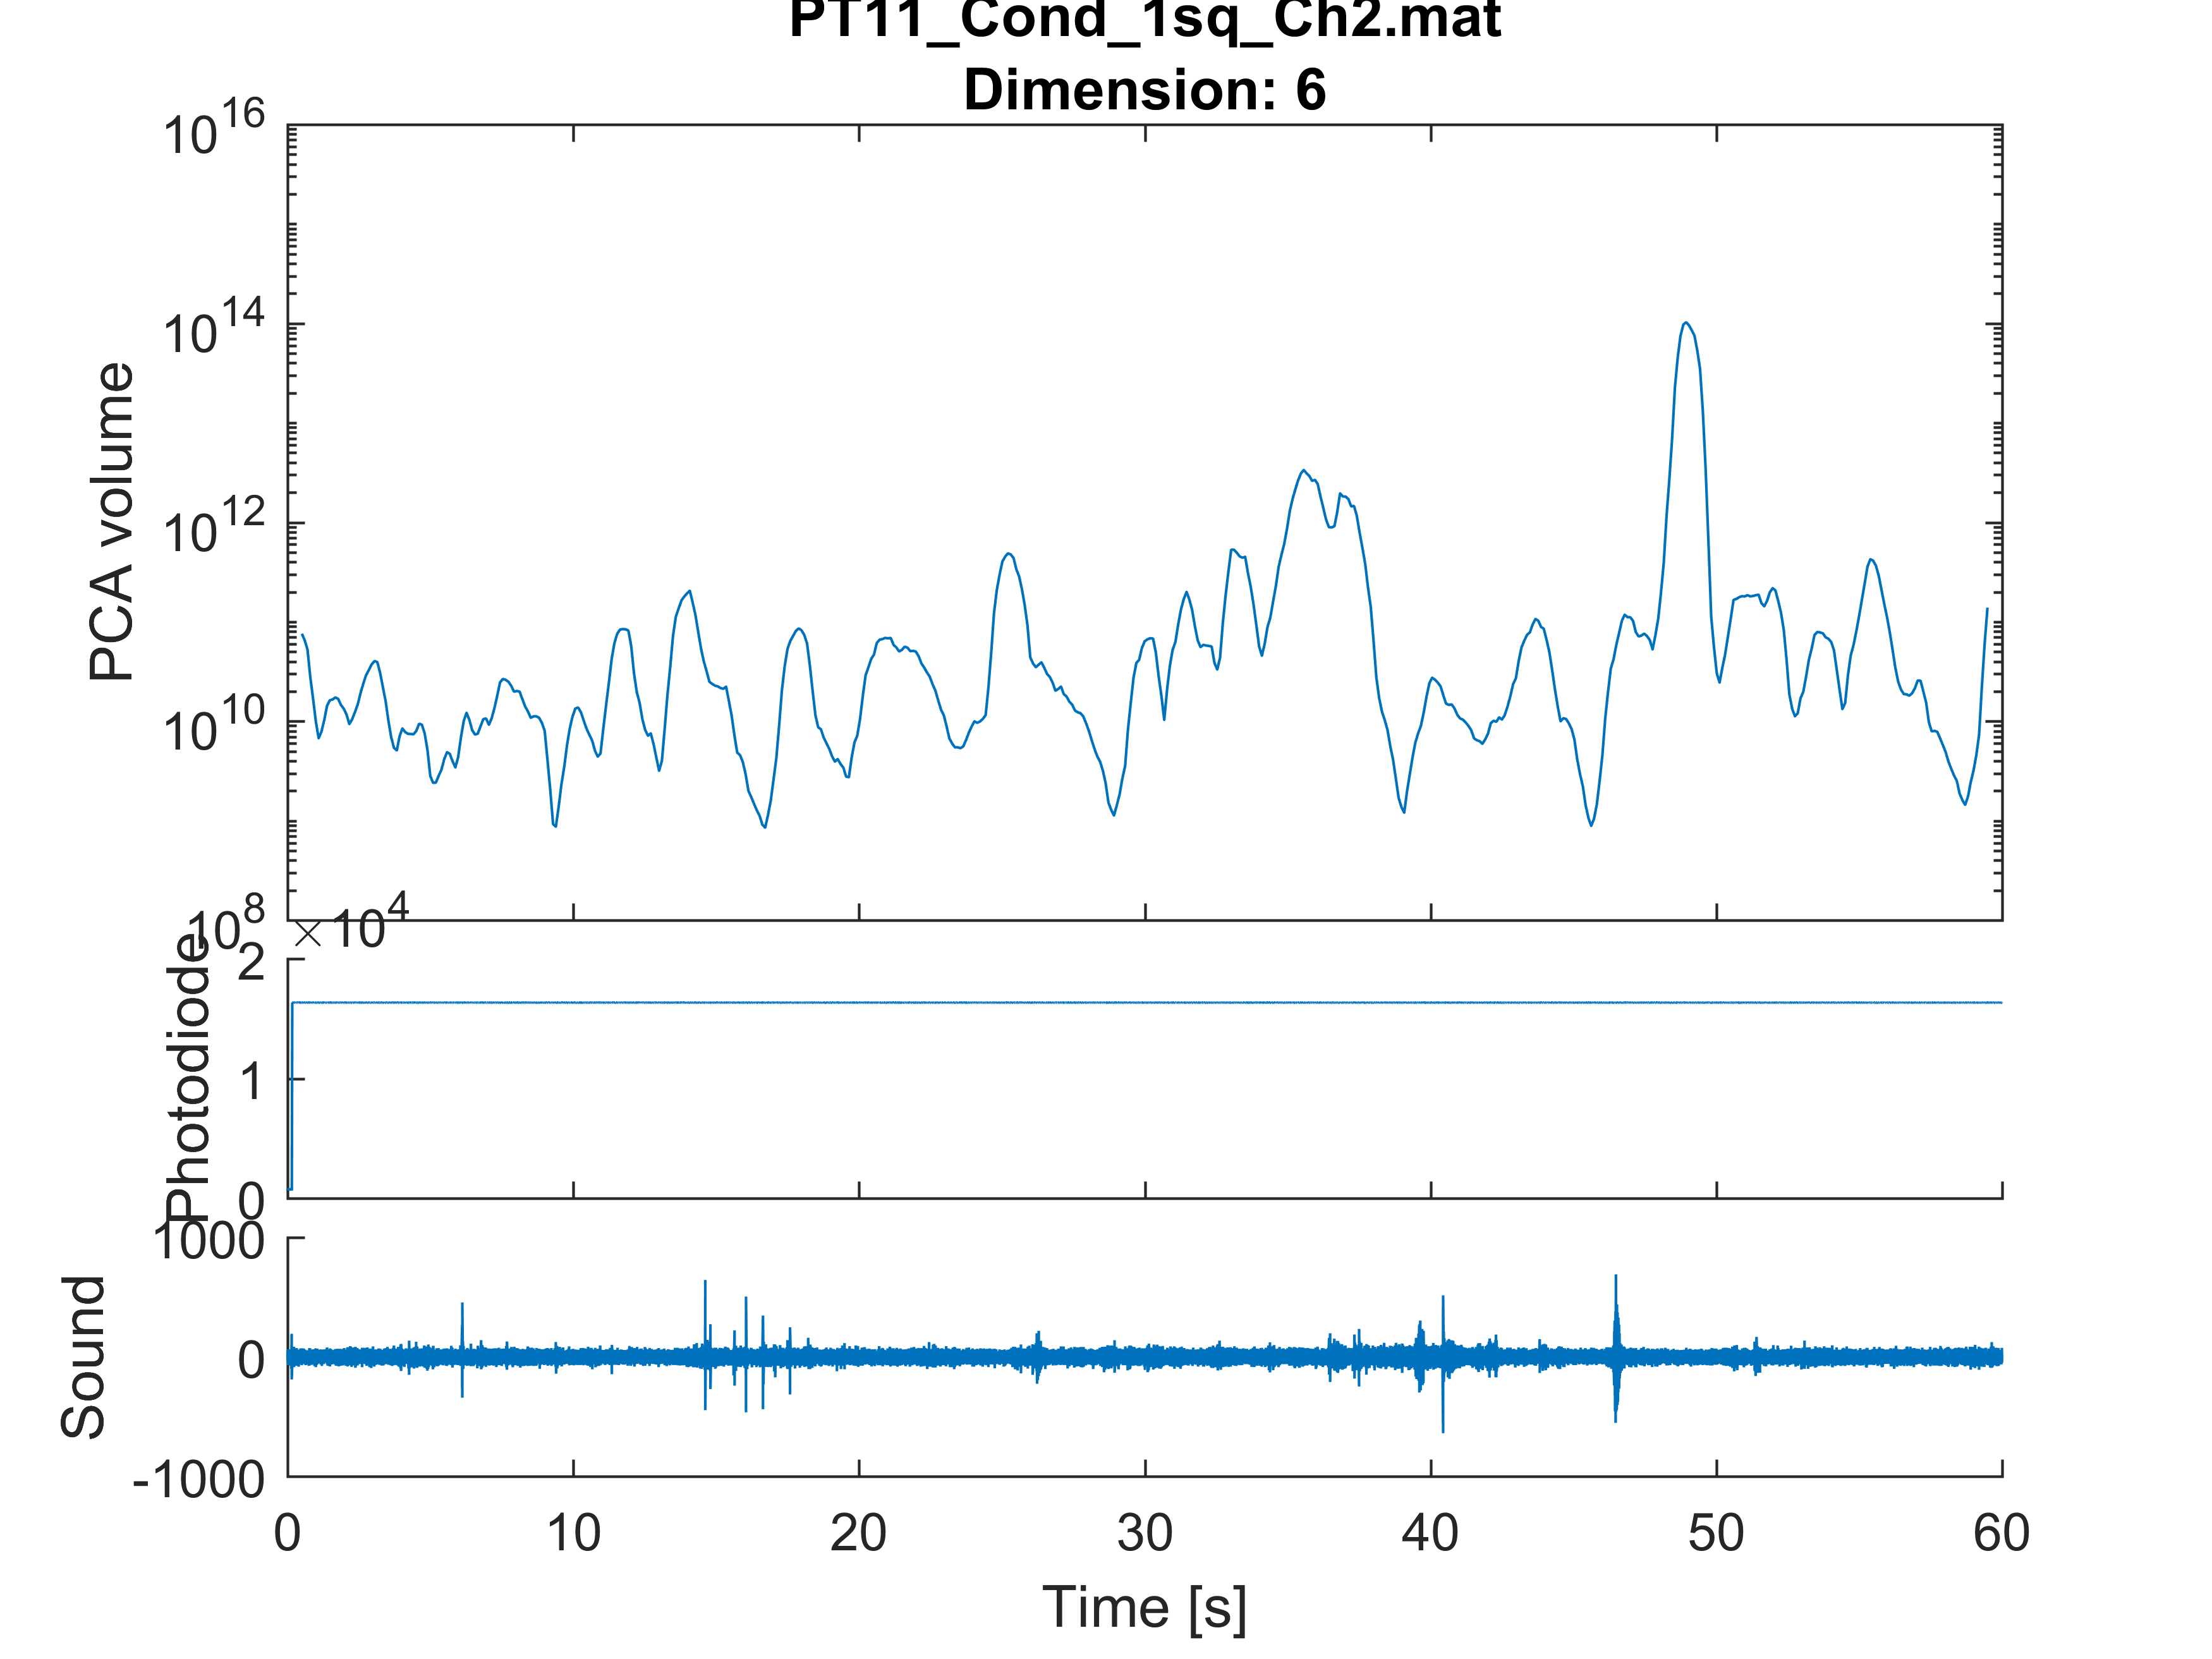 PT11_Cond_1sq_Ch2.mat
Dimension: 6
PCA volume
10^16
10^14
10^12
10^10
10^8
×10^4
Photodiode
2
1
0
Sound
1000
0
-1000
0 10 20 30 40 50 60
Time [s]